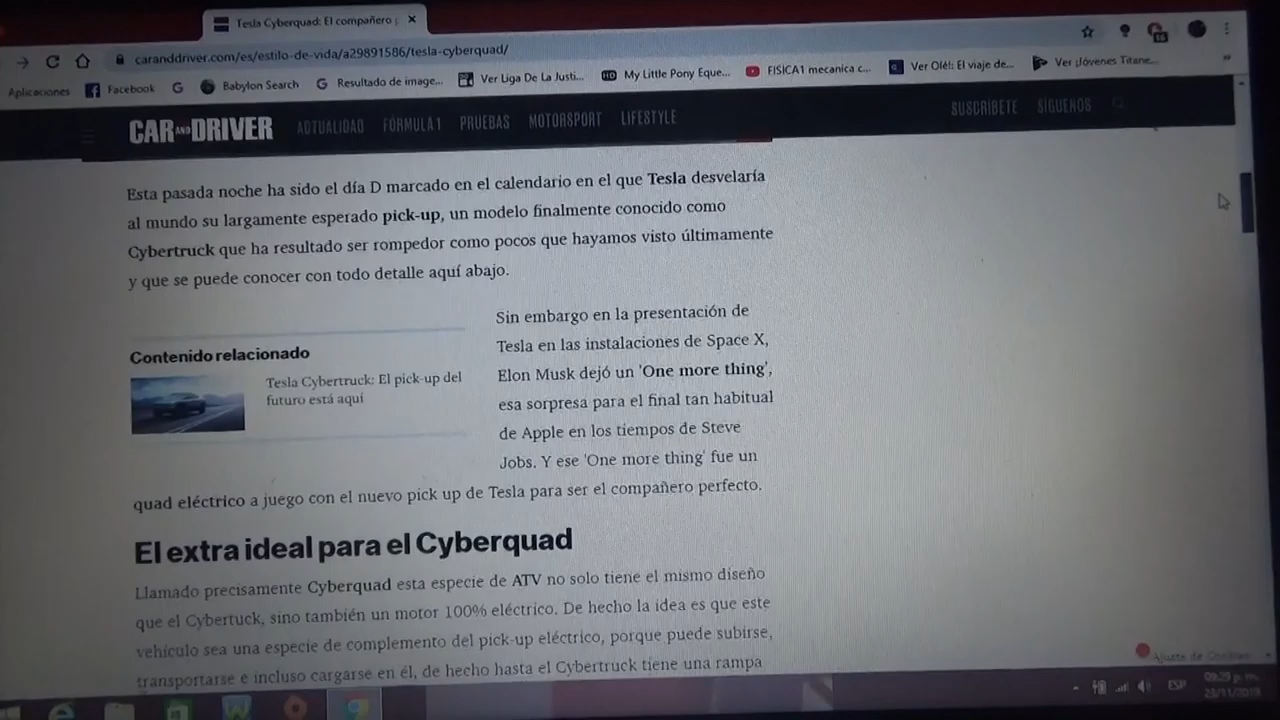 Tesla Cyberquad: El compañero
caranddriver.com/es/estilo-de-vida/a29891586/tesla-cyberquad/
Aplicaciones Facebook Babylon Search Resultado de image... Ver Liga De La Justi... My Little Pony Eque... FISICA1 mecanica c... Ver Olé!: El viaje de... Ver ¡Jóvenes Titane...
CAR AND DRIVER ACTUALIDAD FÓRMULA 1 PRUEBAS MOTORSPORT LIFESTYLE SUSCRÍBETE SÍGUENOS
Esta pasada noche ha sido el día D marcado en el calendario en el que Tesla desvelaría
al mundo su largamente esperado pick-up, un modelo finalmente conocido como
Cybertruck que ha resultado ser rompedor como pocos que hayamos visto últimamente
y que se puede conocer con todo detalle aquí abajo.
Contenido relacionado
Tesla Cybertruck: El pick-up del
futuro está aquí
Sin embargo en la presentación de
Tesla en las instalaciones de Space X,
Elon Musk dejó un 'One more thing',
esa sorpresa para el final tan habitual
de Apple en los tiempos de Steve
Jobs. Y ese 'One more thing' fue un
quad eléctrico a juego con el nuevo pick up de Tesla para ser el compañero perfecto.
El extra ideal para el Cyberquad
Llamado precisamente Cyberquad esta especie de ATV no solo tiene el mismo diseño
que el Cybertuck, sino también un motor 100% eléctrico. De hecho la idea es que este
vehículo sea una especie de complemento del pick-up eléctrico, porque puede subirse,
transportarse e incluso cargarse en él, de hecho hasta el Cybertruck tiene una rampa
Ajuste de Cookies
ESP
09:29 p. m.
23/11/2019